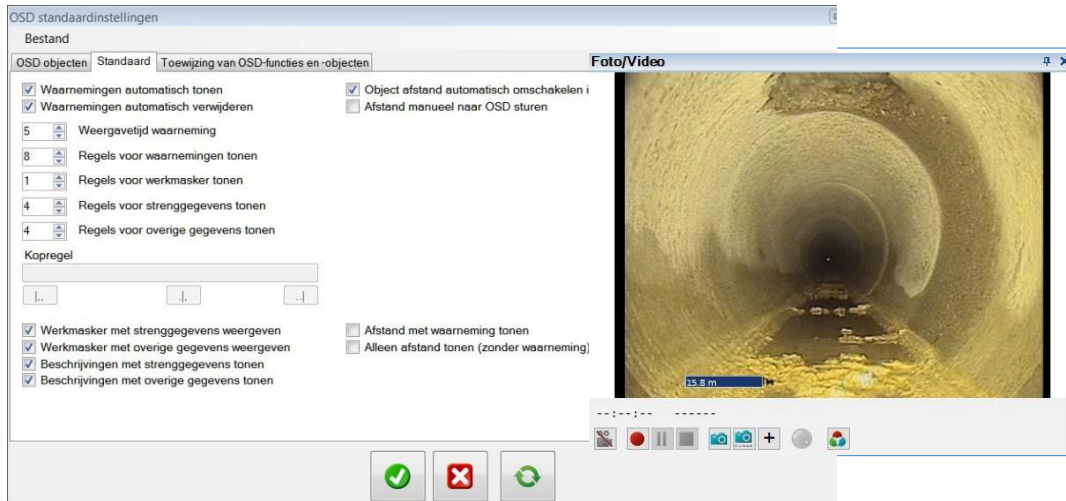 OSD standaardinstellingen
Bestand
OSD objecten Standaard Toewijzing van OSD-functies en -objecten
Waarnemingen automatisch tonen
Waarnemingen automatisch verwijderen
5 Weergavetijd waarneming
8 Regels voor waarnemingen tonen
1 Regels voor werkmasker tonen
4 Regels voor strenggegevens tonen
4 Regels voor overige gegevens tonen
Kopregel
|.. .|. ..|
Werkmasker met strenggegevens weergeven
Werkmasker met overige gegevens weergeven
Beschrijvingen met strenggegevens tonen
Beschrijvingen met overige gegevens tonen
Object afstand automatisch omschakelen i
Afstand manueel naar OSD sturen
Afstand met waarneming tonen
Alleen afstand tonen (zonder waarneming)
Foto/Video
15.8 m
--:--:-- ------